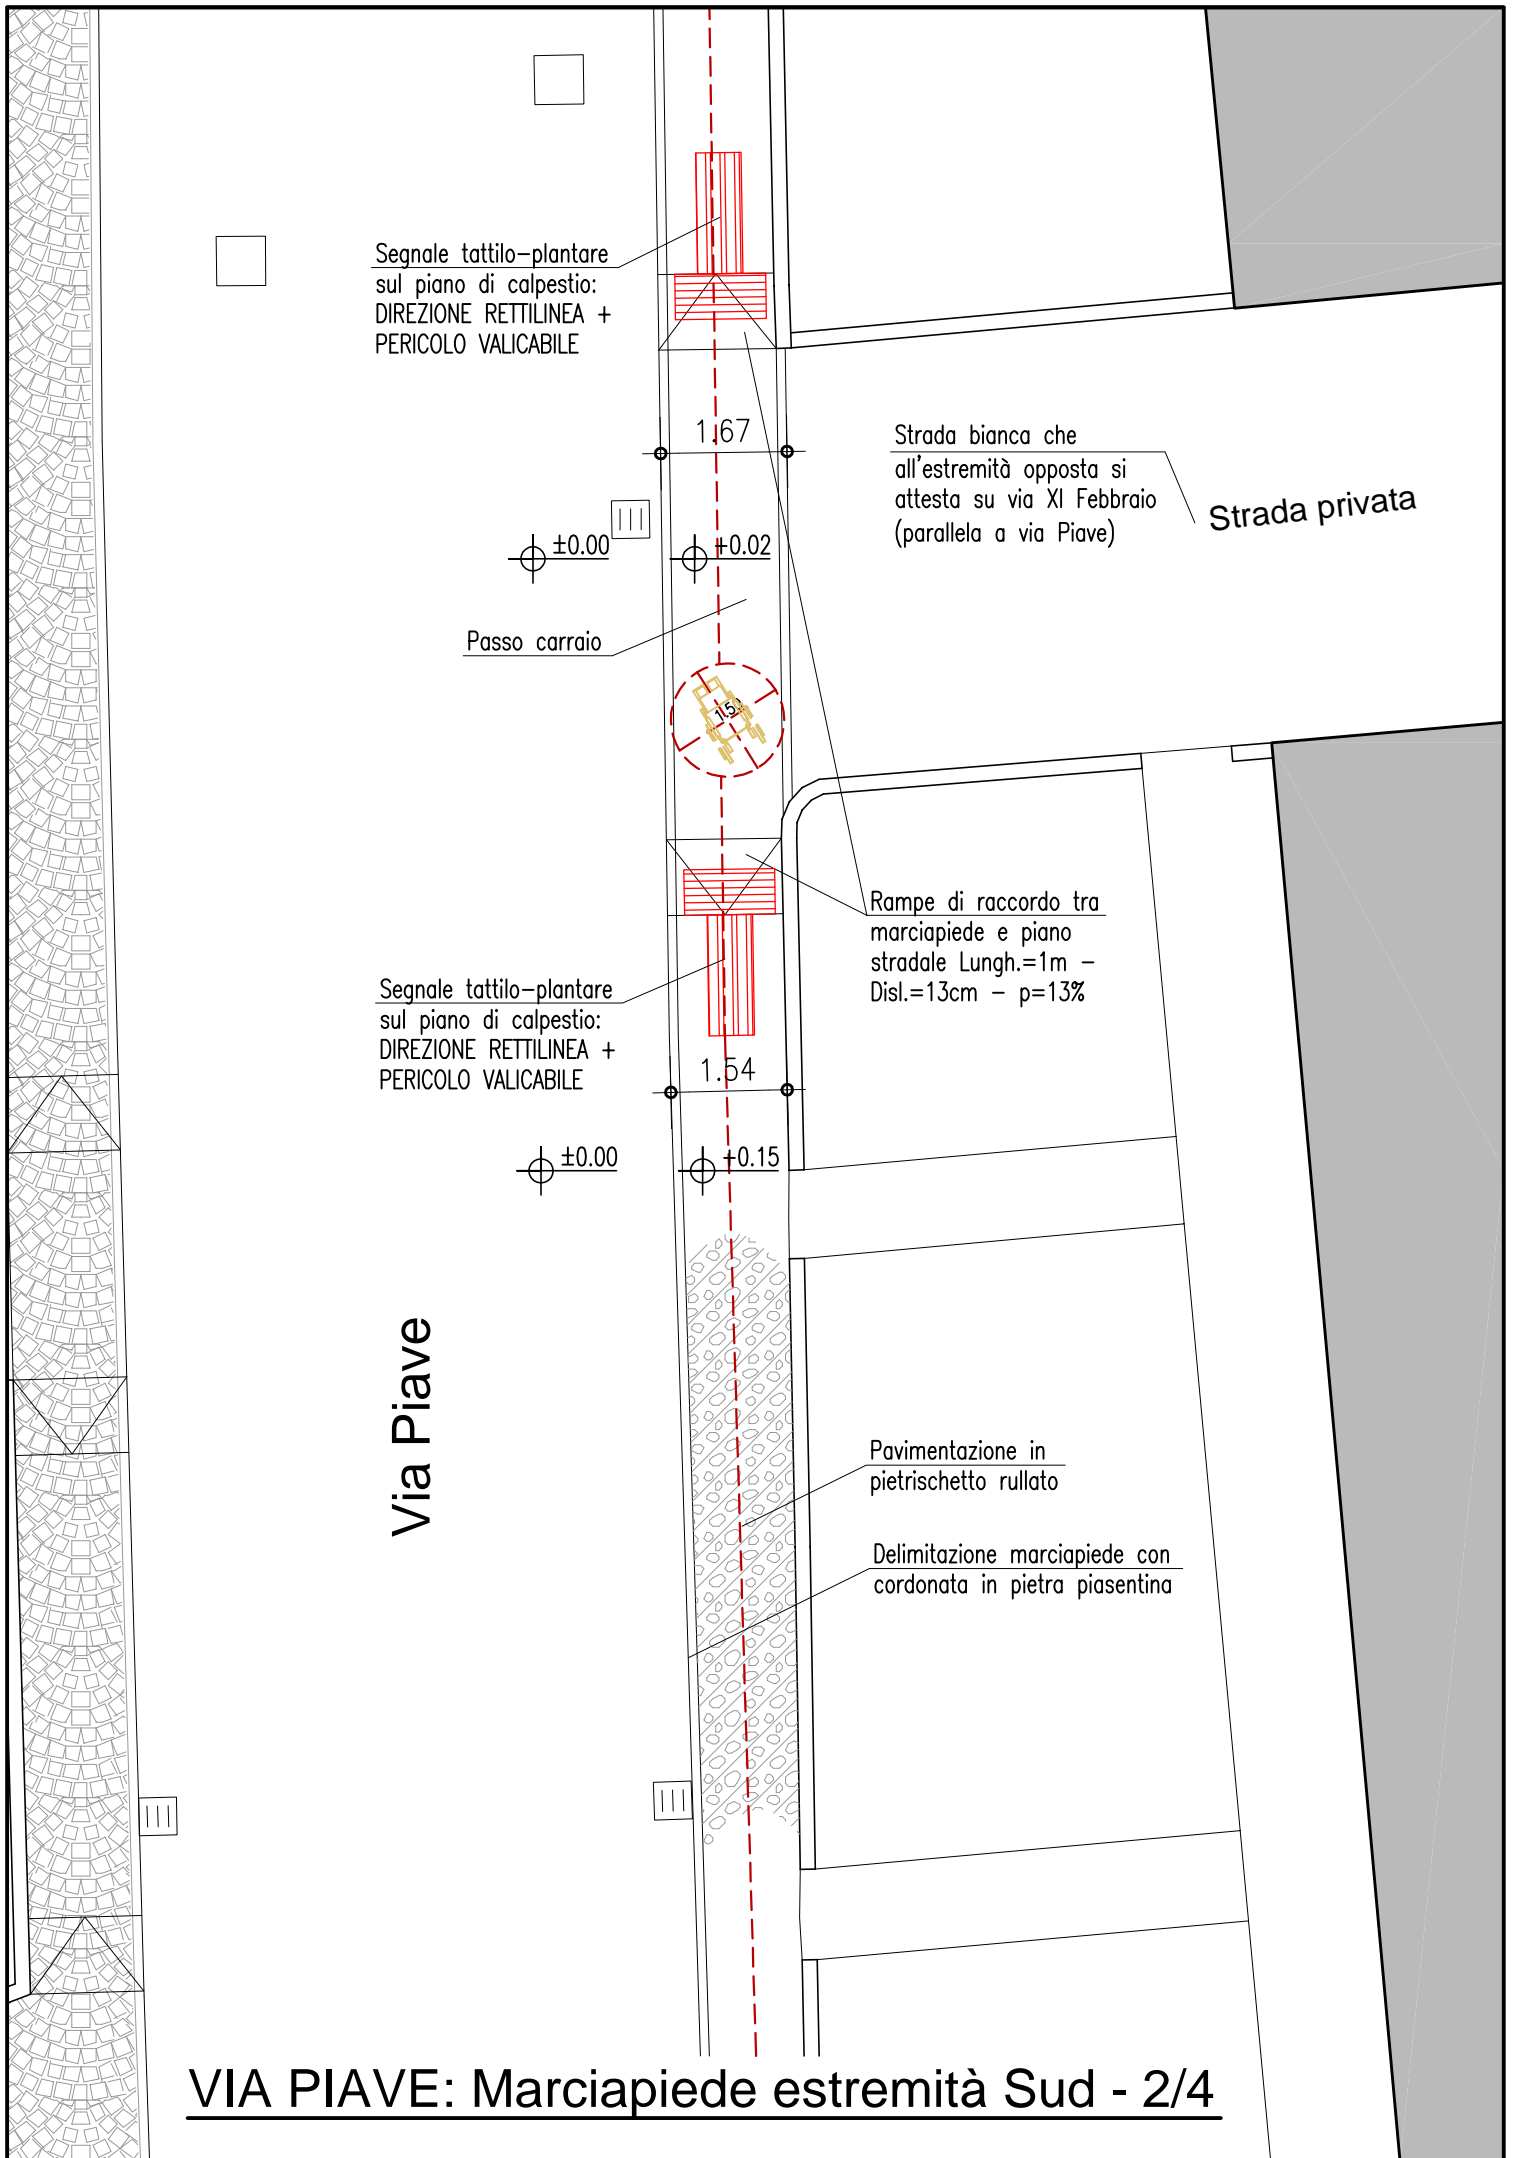 Segnale tattilo-plantare
sul piano di calpestio:
DIREZIONE RETTILINEA +
PERICOLO VALICABILE
1.67
Strada bianca che
all'estremità opposta si
attesta su via XI Febbraio
(parallela a via Piave)
Strada privata
±0.00
+0.02
Passo carraio
1.50
Rampe di raccordo tra
marciapiede e piano
stradale Lungh.=1m -
Disl.=13cm - p=13%
Segnale tattilo-plantare
sul piano di calpestio:
DIREZIONE RETTILINEA +
PERICOLO VALICABILE
1.54
±0.00
+0.15
Via Piave
Pavimentazione in
pietrischetto rullato
Delimitazione marciapiede con
cordonata in pietra piasentina
VIA PIAVE: Marciapiede estremità Sud - 2/4